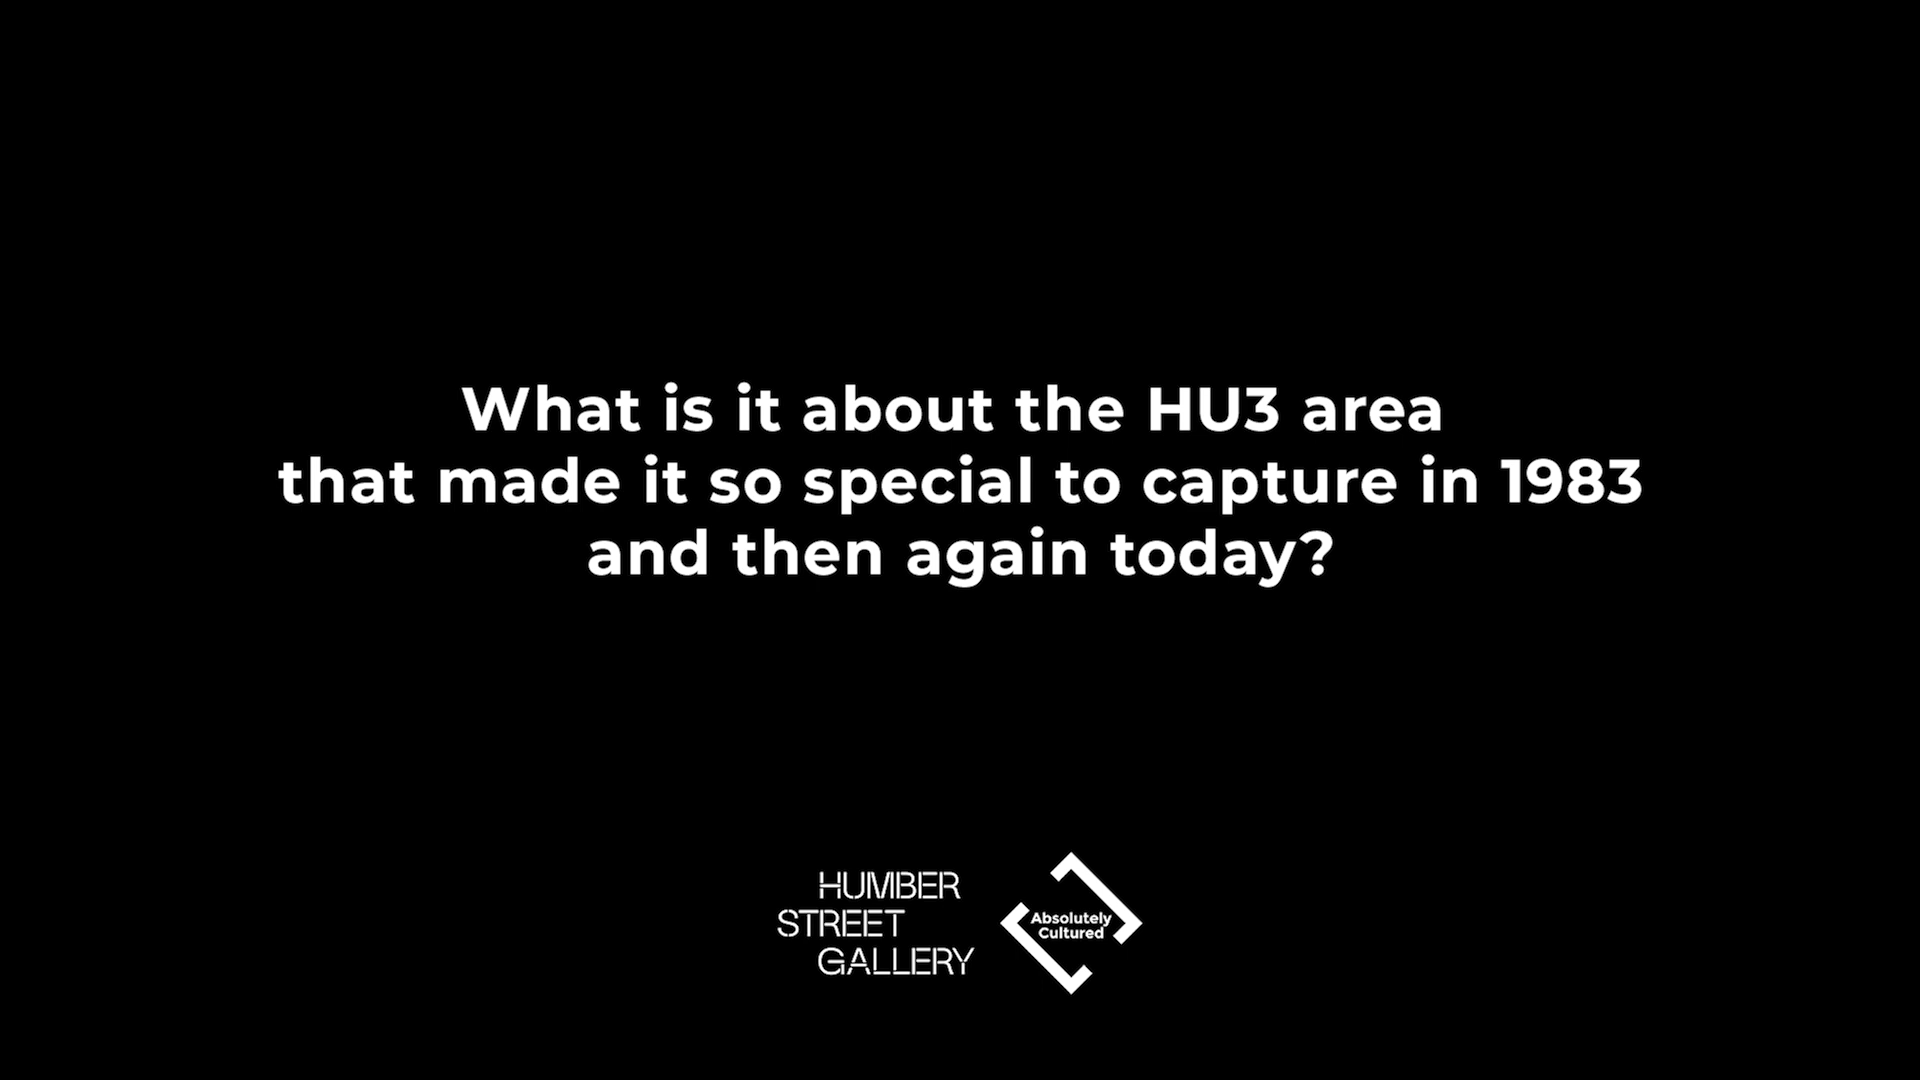 What is it about the HU3 area
that made it so special to capture in 1983
and then again today?
HUMBER
STREET
GALLERY
Absolutely
Cultured